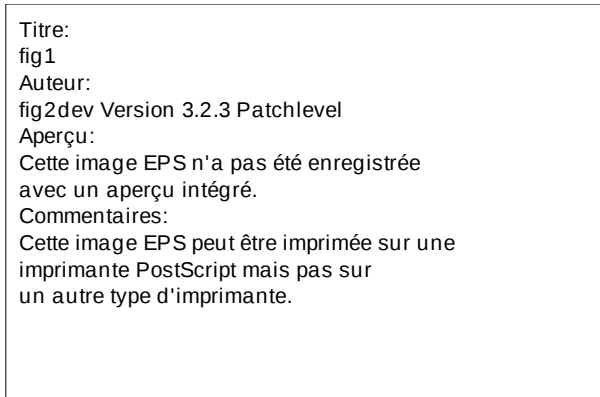 Titre:
fig1
Auteur:
fig2dev Version 3.2.3 Patchlevel
Aperçu:
Cette image EPS n'a pas été enregistrée
avec un aperçu intégré.
Commentaires:
Cette image EPS peut être imprimée sur une
imprimante PostScript mais pas sur
un autre type d'imprimante.